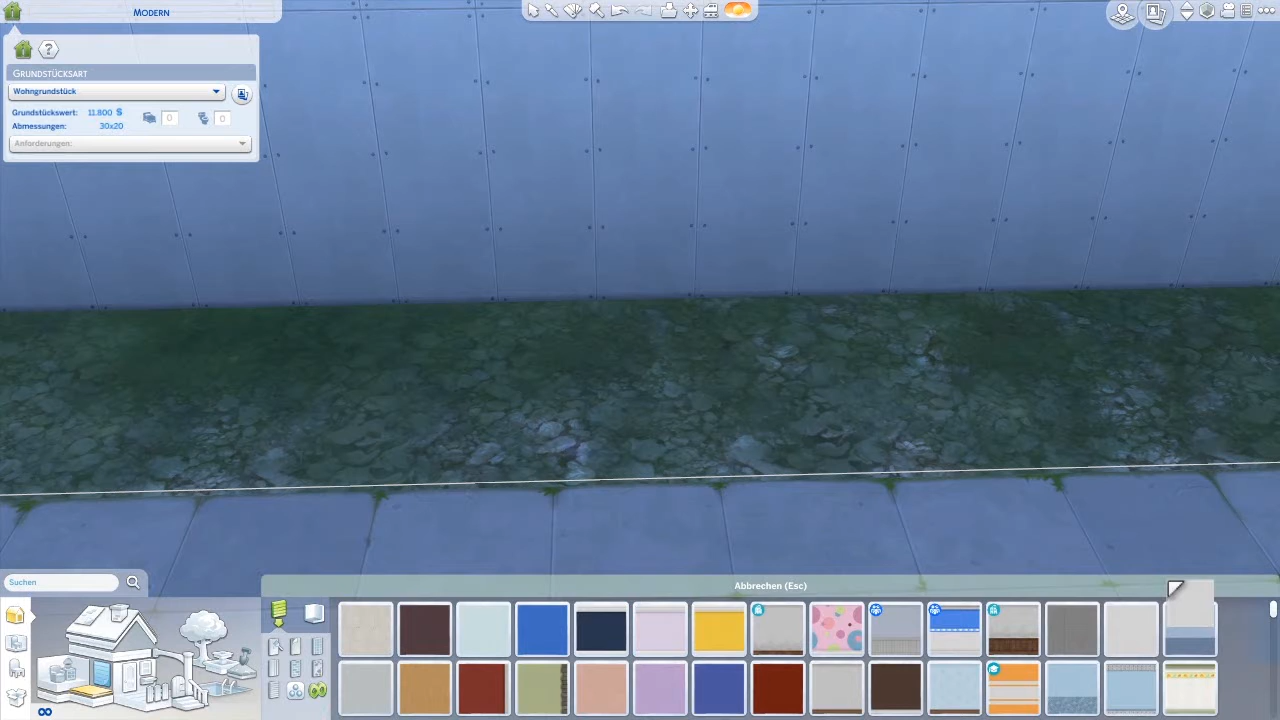 Modern
?
Grundstücksart
Wohngrundstück
Grundstückswert: 11.800 §
0
0
Abmessungen: 30x20
Anforderungen:
Abbrechen (Esc)
Suchen